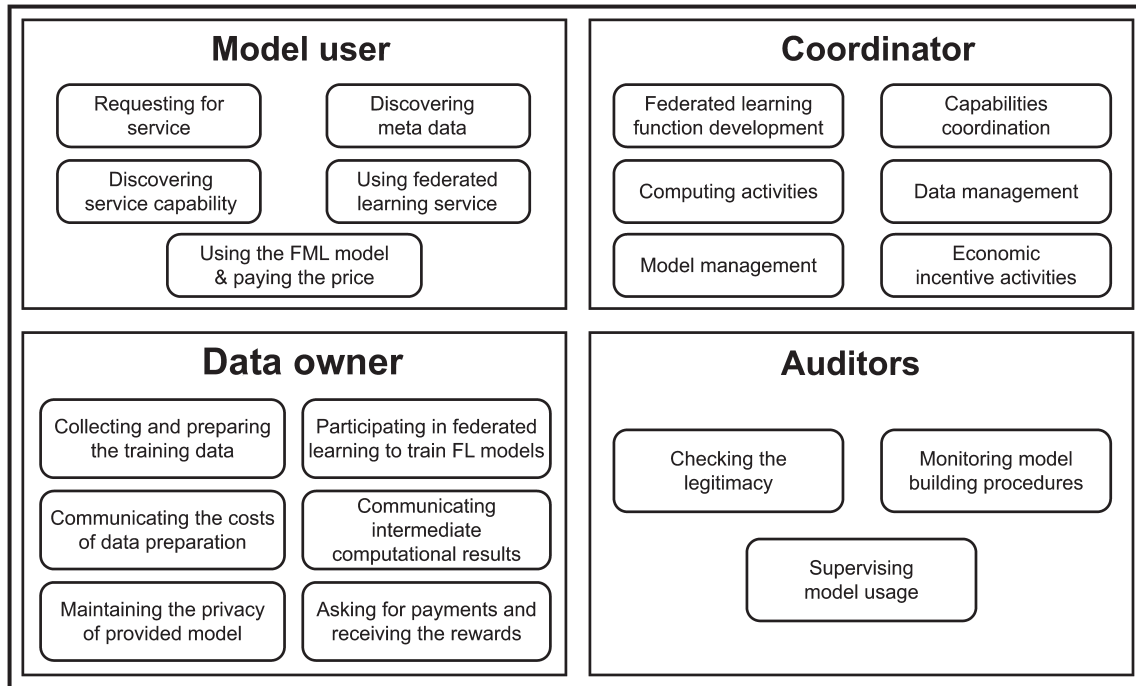 Model user
Requesting for
service
Discovering
meta data
Discovering
service capability
Using federated
learning service
Using the FML model
& paying the price
Coordinator
Federated learning
function development
Capabilities
coordination
Computing activities
Data management
Model management
Economic
incentive activities
Data owner
Collecting and preparing
the training data
Participating in federated
learning to train FL models
Communicating the costs
of data preparation
Communicating
intermediate
computational results
Maintaining the privacy
of provided model
Asking for payments and
receiving the rewards
Auditors
Checking the
legitimacy
Monitoring model
building procedures
Supervising
model usage